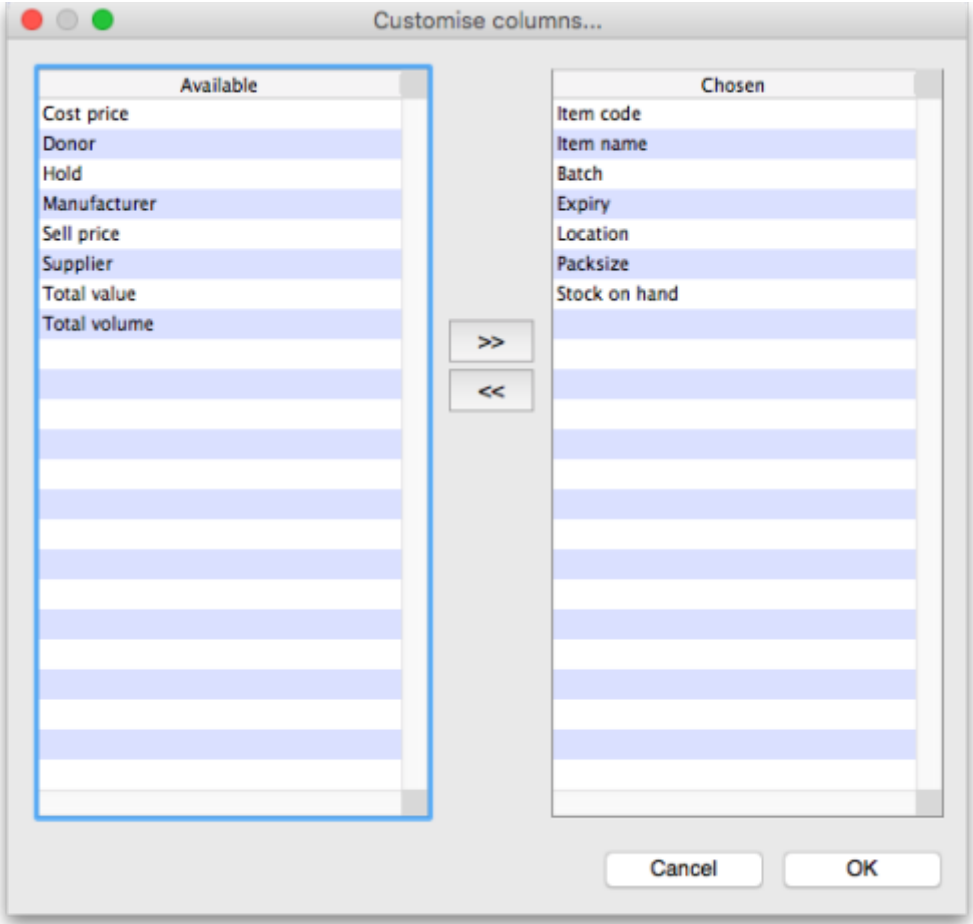 Customise columns...
Available
Cost price
Donor
Hold
Manufacturer
Sell price
Supplier
Total value
Total volume
>>
<<
Chosen
Item code
Item name
Batch
Expiry
Location
Packsize
Stock on hand
Cancel
OK